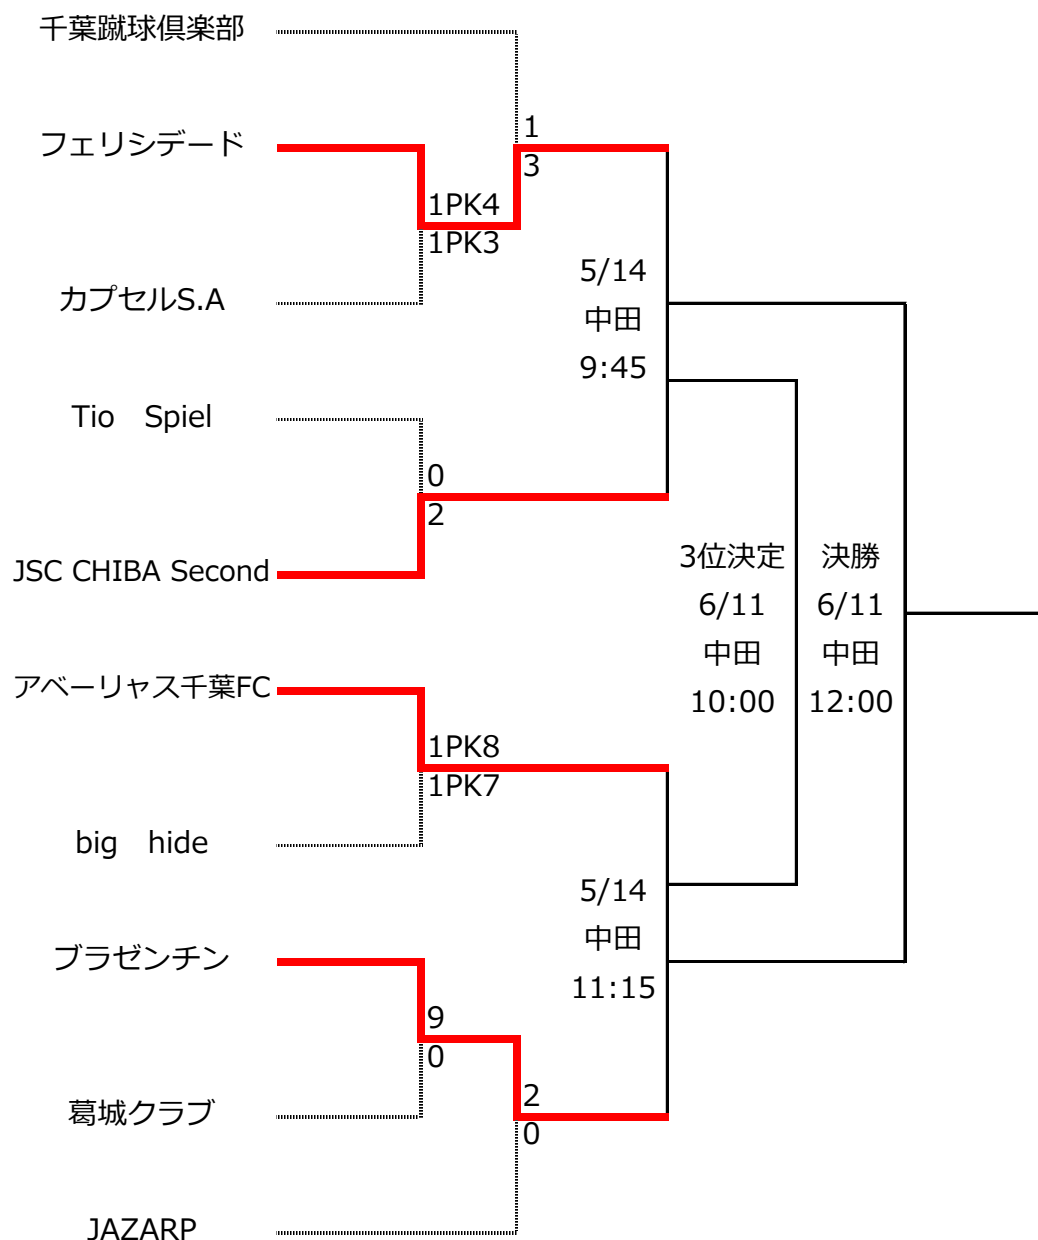 千葉蹴球倶楽部
1
フェリシデード
3
1PK4
1PK3
5/14
カプセルS.A
中田
9:45
Tio　Spiel
0
2
3位決定
決勝
JSC CHIBA Second
6/11
6/11
中田
中田
アベーリャス千葉FC
10:00
12:00
1PK8
1PK7
big　hide
5/14
中田
ブラゼンチン
11:15
9
0
2
葛城クラブ
0
JAZARP